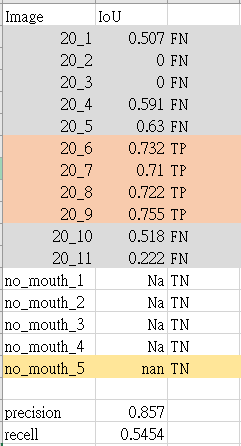 Image IoU
20_1 0.507 FN
20_2 0 FN
20_3 0 FN
20_4 0.591 FN
20_5 0.63 FN
20_6 0.732 TP
20_7 0.71 TP
20_8 0.722 TP
20_9 0.755 TP
20_10 0.518 FN
20_11 0.222 FN
no_mouth_1 Na TN
no_mouth_2 Na TN
no_mouth_3 Na TN
no_mouth_4 Na TN
no_mouth_5 nan TN
precision 0.857
recell 0.5454